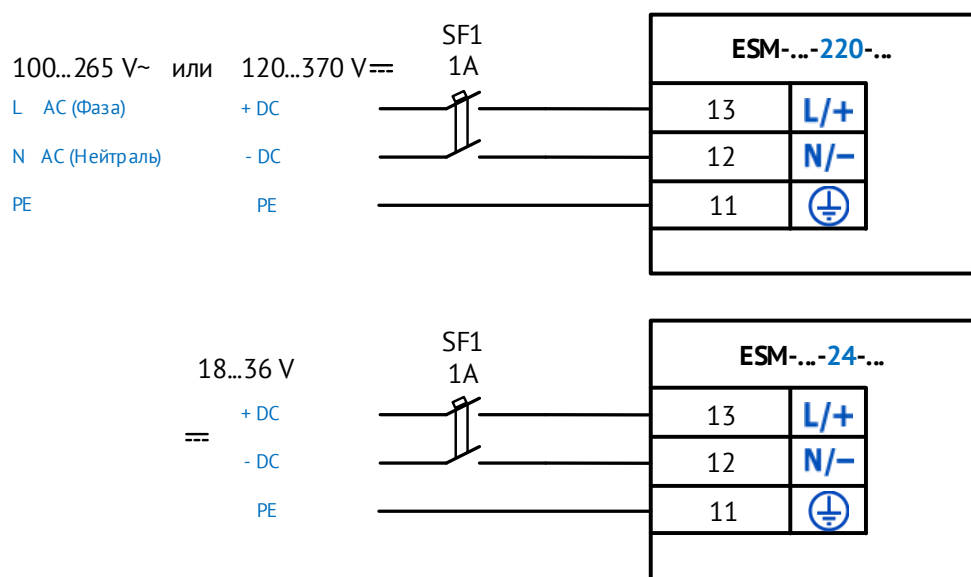 SF1
1A
ESM-...-220-...
100...265 V~ или 120...370 V⎓
L AC (Фаза) + DC
13 L/+
N AC (Нейтраль) - DC
12 N/−
PE PE
11
SF1
1A
ESM-...-24-...
18...36 V
+ DC
13 L/+
⎓
- DC
12 N/−
PE
11